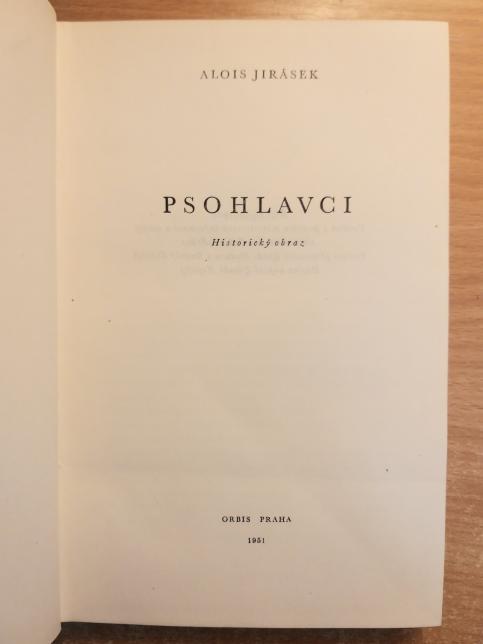 ALOIS JIRÁSEK
PSOHLAVCI
Historický obraz
ORBIS PRAHA
1951